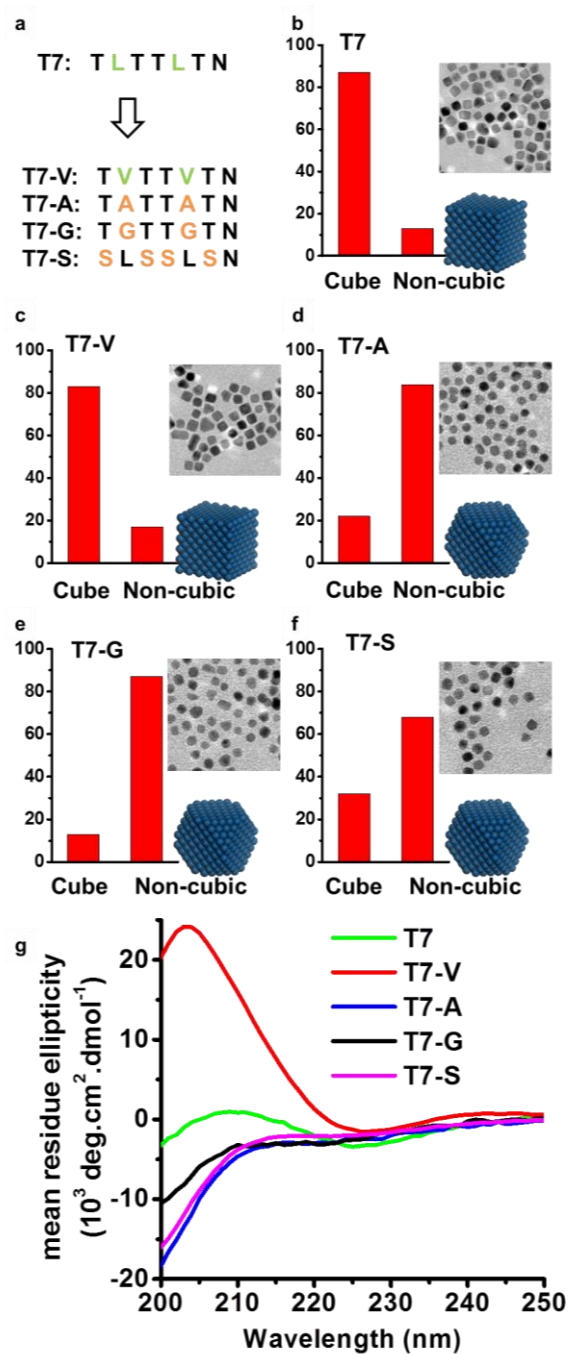 a
T7: T L T T L T N
T7-V: T V T T V T N
T7-A: T A T T A T N
T7-G: T G T T G T N
T7-S: S L S S L S N
b
T7
100
80
60
40
20
0
Cube Non-cubic
c
T7-V
100
80
60
40
20
0
Cube Non-cubic
d
T7-A
100
80
60
40
20
0
Cube Non-cubic
e
T7-G
100
80
60
40
20
0
Cube Non-cubic
f
T7-S
100
80
60
40
20
0
Cube Non-cubic
g
mean residue ellipticity
(10³ deg.cm².dmol⁻¹)
20
10
0
-10
-20
T7
T7-V
T7-A
T7-G
T7-S
200 210 220 230 240 250
Wavelength (nm)